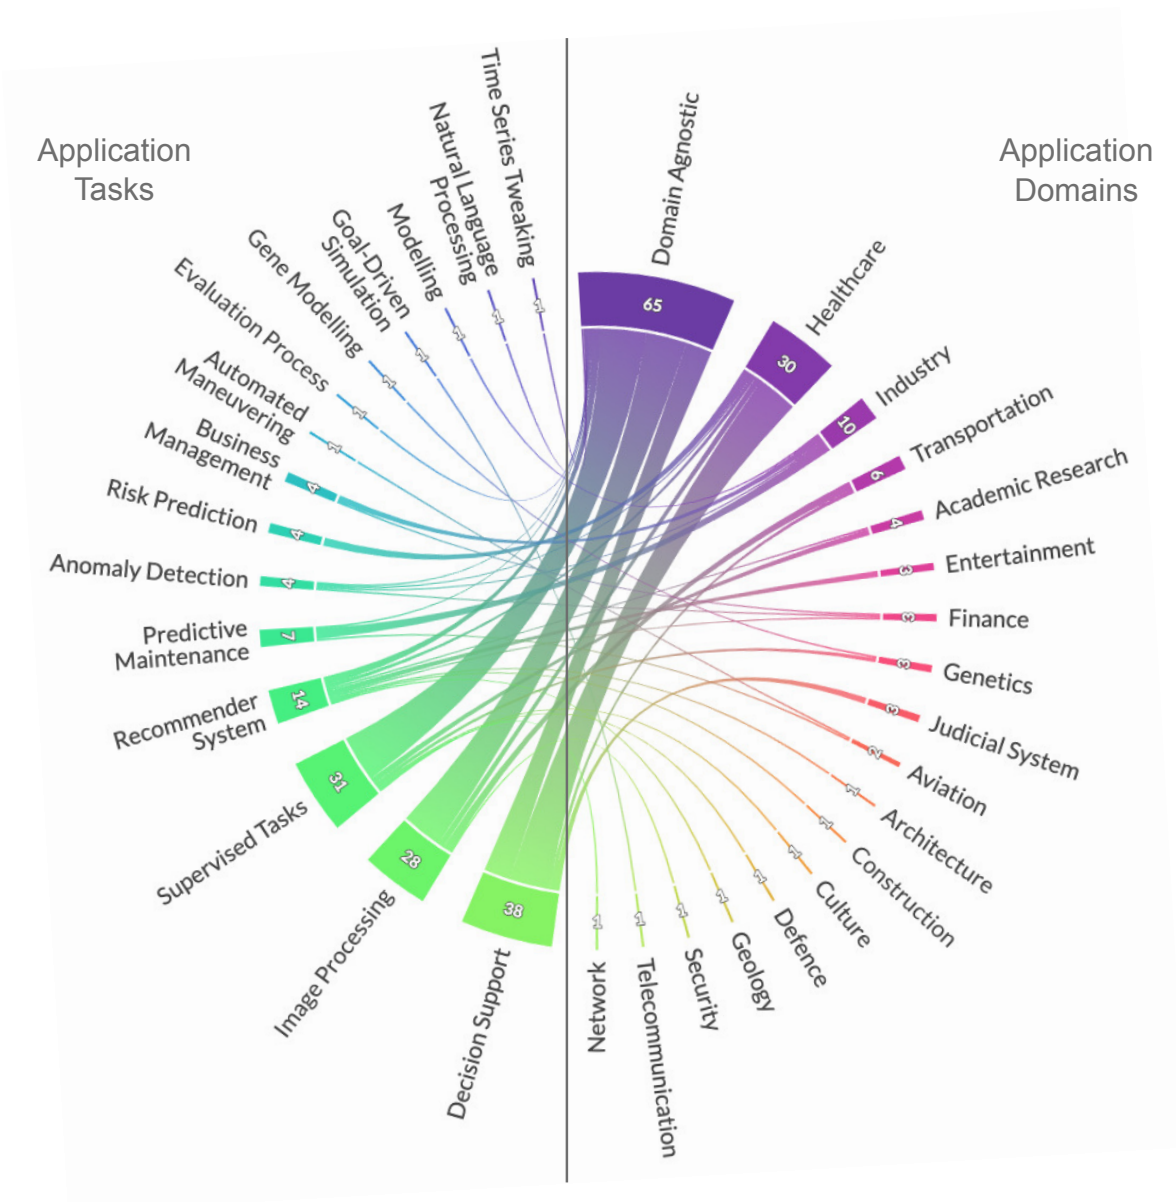 Application
Tasks
Application
Domains
Time Series Tweaking
1
Natural Language
Processing
1
Modelling
1
Goal-Driven
Simulation
1
Gene Modelling
1
Evaluation Process
1
Automated
Maneuvering
1
Business
Management
4
Risk Prediction
4
Anomaly Detection
4
Predictive
Maintenance
7
Recommender
System
14
Supervised Tasks
31
Image Processing
28
Decision Support
38
Domain Agnostic
65
Healthcare
30
Industry
10
Transportation
6
Academic Research
4
Entertainment
3
Finance
3
Genetics
3
Judicial System
3
Aviation
2
Architecture
1
Construction
1
Culture
1
Defence
1
Geology
1
Security
1
Telecommunication
1
Network
1